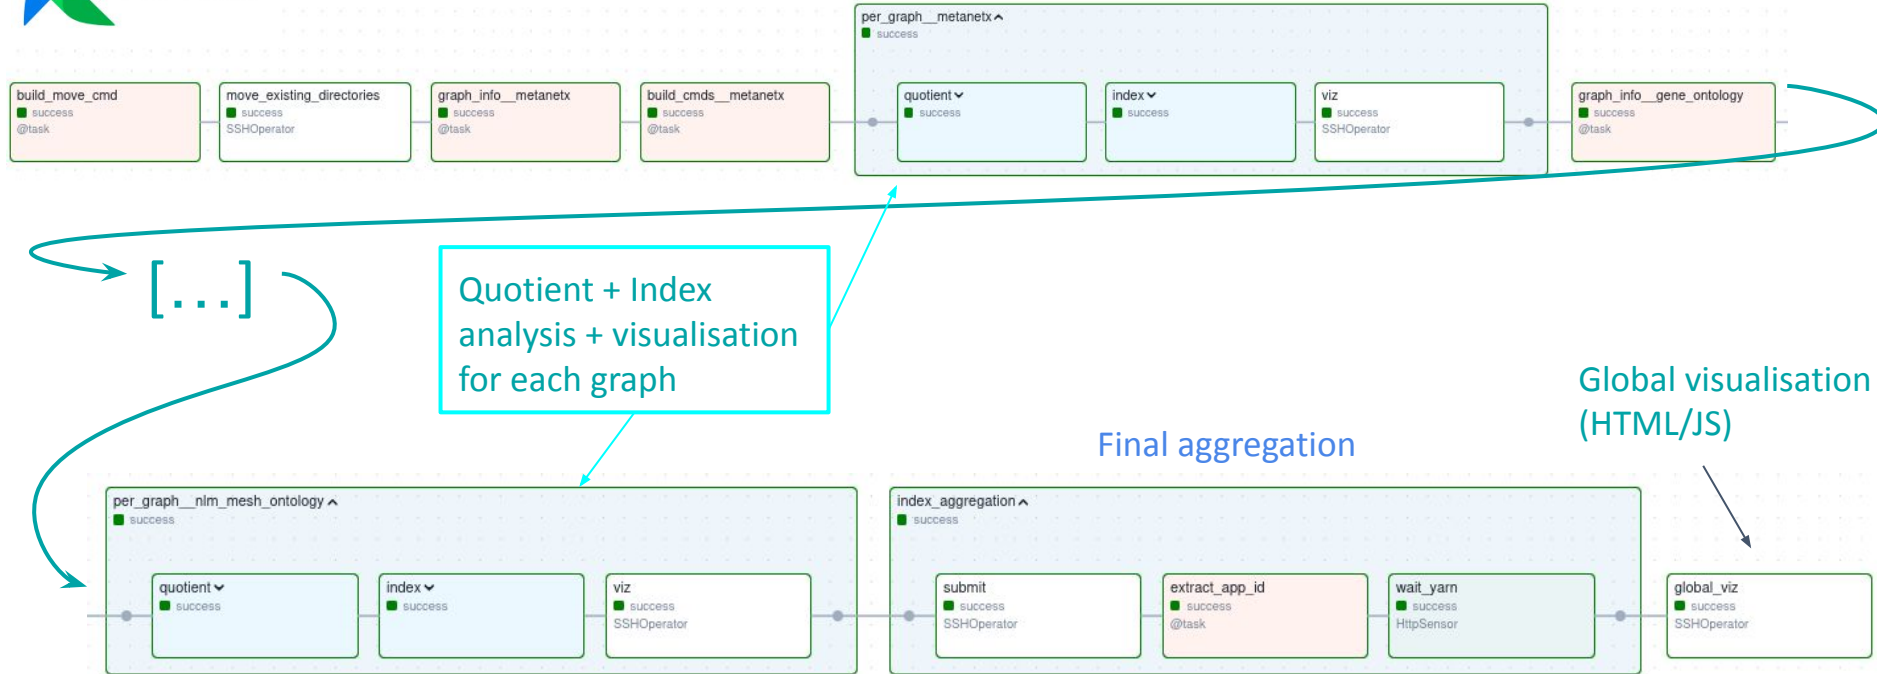 per_graph__metanetx
success
build_move_cmd
success
@task
move_existing_directories
success
SSHOperator
graph_info__metanetx
success
@task
build_cmds__metanetx
success
@task
quotient
success
index
success
viz
success
SSHOperator
graph_info__gene_ontology
success
@task
[...]
Quotient + Index
analysis + visualisation
for each graph
Global visualisation
(HTML/JS)
Final aggregation
per_graph__nlm_mesh_ontology
success
quotient
success
index
success
viz
success
SSHOperator
index_aggregation
success
submit
success
SSHOperator
extract_app_id
success
@task
wait_yarn
success
HttpSensor
global_viz
success
SSHOperator